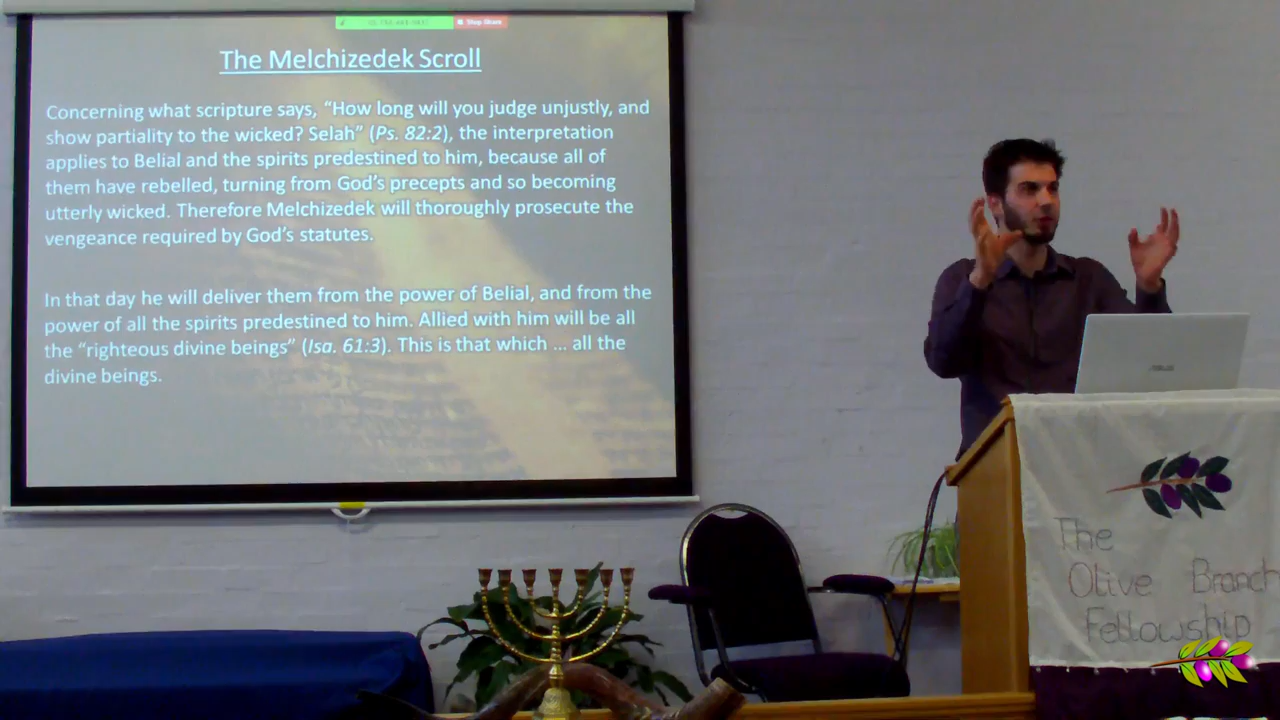 Stop Share
The Melchizedek Scroll
Concerning what scripture says, “How long will you judge unjustly, and
show partiality to the wicked? Selah” (Ps. 82:2), the interpretation
applies to Belial and the spirits predestined to him, because all of
them have rebelled, turning from God’s precepts and so becoming
utterly wicked. Therefore Melchizedek will thoroughly prosecute the
vengeance required by God’s statutes.
In that day he will deliver them from the power of Belial, and from the
power of all the spirits predestined to him. Allied with him will be all
the “righteous divine beings” (Isa. 61:3). This is that which ... all the
divine beings.
ASUS
The
Olive Branch
Fellowship